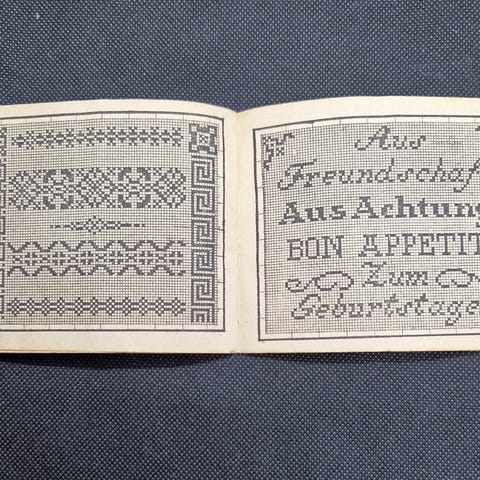 Aus
Freundschaf
Aus Achtung
BON APPETIT
Zum
Geburtstage